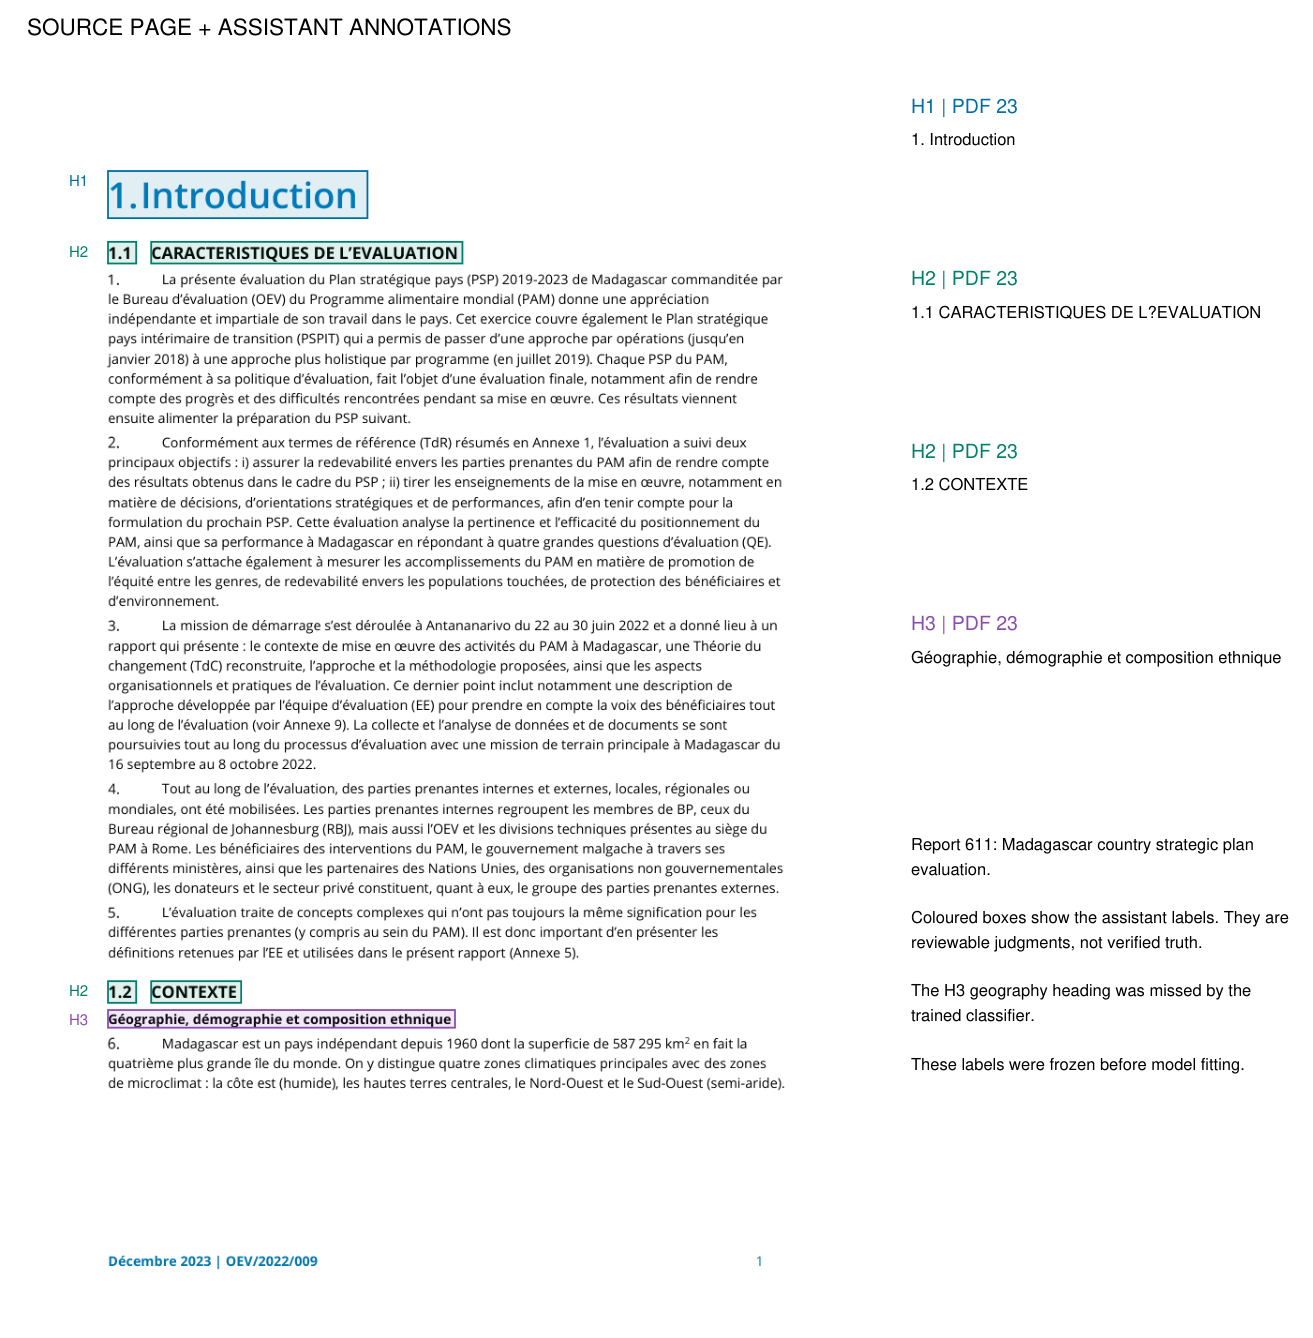 SOURCE PAGE + ASSISTANT ANNOTATIONS
H1
1. Introduction
H2
1.1 CARACTERISTIQUES DE L’EVALUATION
1. La présente évaluation du Plan stratégique pays (PSP) 2019-2023 de Madagascar commanditée par
le Bureau d’évaluation (OEV) du Programme alimentaire mondial (PAM) donne une appréciation
indépendante et impartiale de son travail dans le pays. Cet exercice couvre également le Plan stratégique
pays intérimaire de transition (PSPIT) qui a permis de passer d’une approche par opérations (jusqu’en
janvier 2018) à une approche plus holistique par programme (en juillet 2019). Chaque PSP du PAM,
conformément à sa politique d’évaluation, fait l’objet d’une évaluation finale, notamment afin de rendre
compte des progrès et des difficultés rencontrées pendant sa mise en œuvre. Ces résultats viennent
ensuite alimenter la préparation du PSP suivant.
2. Conformément aux termes de référence (TdR) résumés en Annexe 1, l’évaluation a suivi deux
principaux objectifs : i) assurer la redevabilité envers les parties prenantes du PAM afin de rendre compte
des résultats obtenus dans le cadre du PSP ; ii) tirer les enseignements de la mise en œuvre, notamment en
matière de décisions, d’orientations stratégiques et de performances, afin d’en tenir compte pour la
formulation du prochain PSP. Cette évaluation analyse la pertinence et l’efficacité du positionnement du
PAM, ainsi que sa performance à Madagascar en répondant à quatre grandes questions d’évaluation (QE).
L’évaluation s’attache également à mesurer les accomplissements du PAM en matière de promotion de
l’équité entre les genres, de redevabilité envers les populations touchées, de protection des bénéficiaires et
d’environnement.
3. La mission de démarrage s’est déroulée à Antananarivo du 22 au 30 juin 2022 et a donné lieu à un
rapport qui présente : le contexte de mise en œuvre des activités du PAM à Madagascar, une Théorie du
changement (TdC) reconstruite, l’approche et la méthodologie proposées, ainsi que les aspects
organisationnels et pratiques de l’évaluation. Ce dernier point inclut notamment une description de
l’approche développée par l’équipe d’évaluation (EE) pour prendre en compte la voix des bénéficiaires tout
au long de l’évaluation (voir Annexe 9). La collecte et l’analyse de données et de documents se sont
poursuivies tout au long du processus d’évaluation avec une mission de terrain principale à Madagascar du
16 septembre au 8 octobre 2022.
4. Tout au long de l’évaluation, des parties prenantes internes et externes, locales, régionales ou
mondiales, ont été mobilisées. Les parties prenantes internes regroupent les membres de BP, ceux du
Bureau régional de Johannesburg (RBJ), mais aussi l’OEV et les divisions techniques présentes au siège du
PAM à Rome. Les bénéficiaires des interventions du PAM, le gouvernement malgache à travers ses
différents ministères, ainsi que les partenaires des Nations Unies, des organisations non gouvernementales
(ONG), les donateurs et le secteur privé constituent, quant à eux, le groupe des parties prenantes externes.
5. L’évaluation traite de concepts complexes qui n’ont pas toujours la même signification pour les
différentes parties prenantes (y compris au sein du PAM). Il est donc important d’en présenter les
définitions retenues par l’EE et utilisées dans le présent rapport (Annexe 5).
H2
1.2 CONTEXTE
H3
Géographie, démographie et composition ethnique
6. Madagascar est un pays indépendant depuis 1960 dont la superficie de 587 295 km² en fait la
quatrième plus grande île du monde. On y distingue quatre zones climatiques principales avec des zones
de microclimat : la côte est (humide), les hautes terres centrales, le Nord-Ouest et le Sud-Ouest (semi-aride).
Décembre 2023 | OEV/2022/009
1
H1 | PDF 23
1. Introduction
H2 | PDF 23
1.1 CARACTERISTIQUES DE L?EVALUATION
H2 | PDF 23
1.2 CONTEXTE
H3 | PDF 23
Géographie, démographie et composition ethnique
Report 611: Madagascar country strategic plan
evaluation.
Coloured boxes show the assistant labels. They are
reviewable judgments, not verified truth.
The H3 geography heading was missed by the
trained classifier.
These labels were frozen before model fitting.